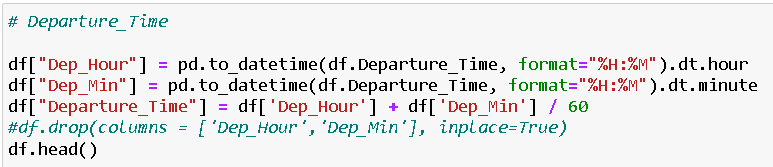 # Departure_Time
df["Dep_Hour"] = pd.to_datetime(df.Departure_Time, format="%H:%M").dt.hour
df["Dep_Min"] = pd.to_datetime(df.Departure_Time, format="%H:%M").dt.minute
df["Departure_Time"] = df['Dep_Hour'] + df['Dep_Min'] / 60
#df.drop(columns = ['Dep_Hour','Dep_Min'], inplace=True)
df.head()